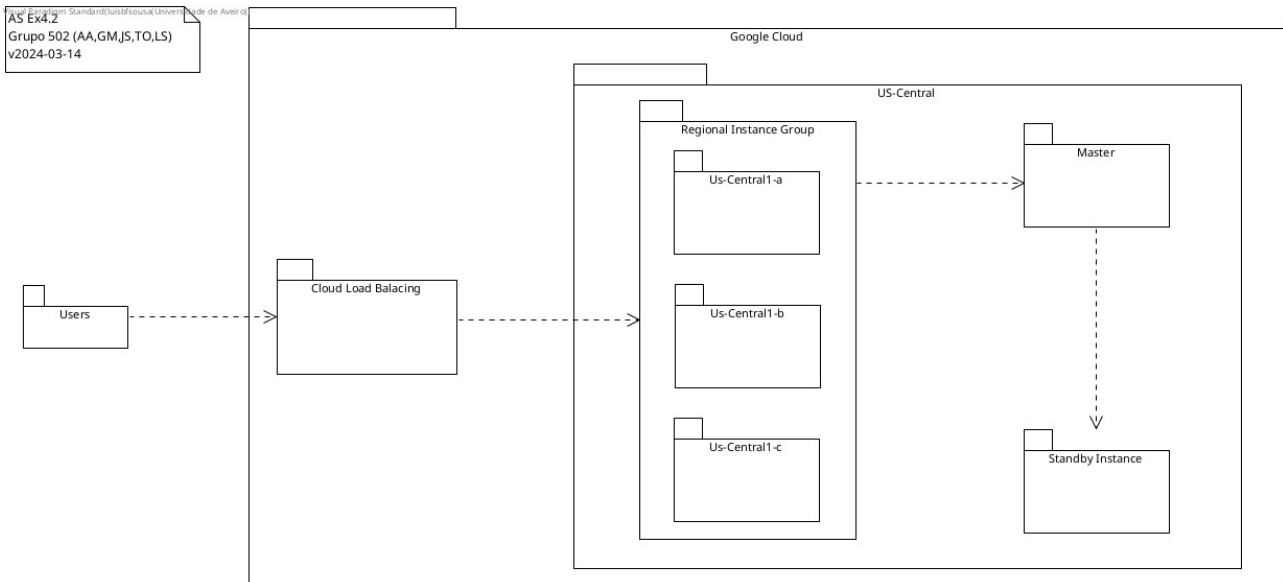 Visual Paradigm Standard(luisbfsousa(Universidade de Aveiro)
AS Ex4.2
Grupo 502 (AA,GM,JS,TO,LS)
v2024-03-14
Google Cloud
US-Central
Regional Instance Group
Master
Us-Central1-a
Cloud Load Balacing
Users
Us-Central1-b
Us-Central1-c
Standby Instance